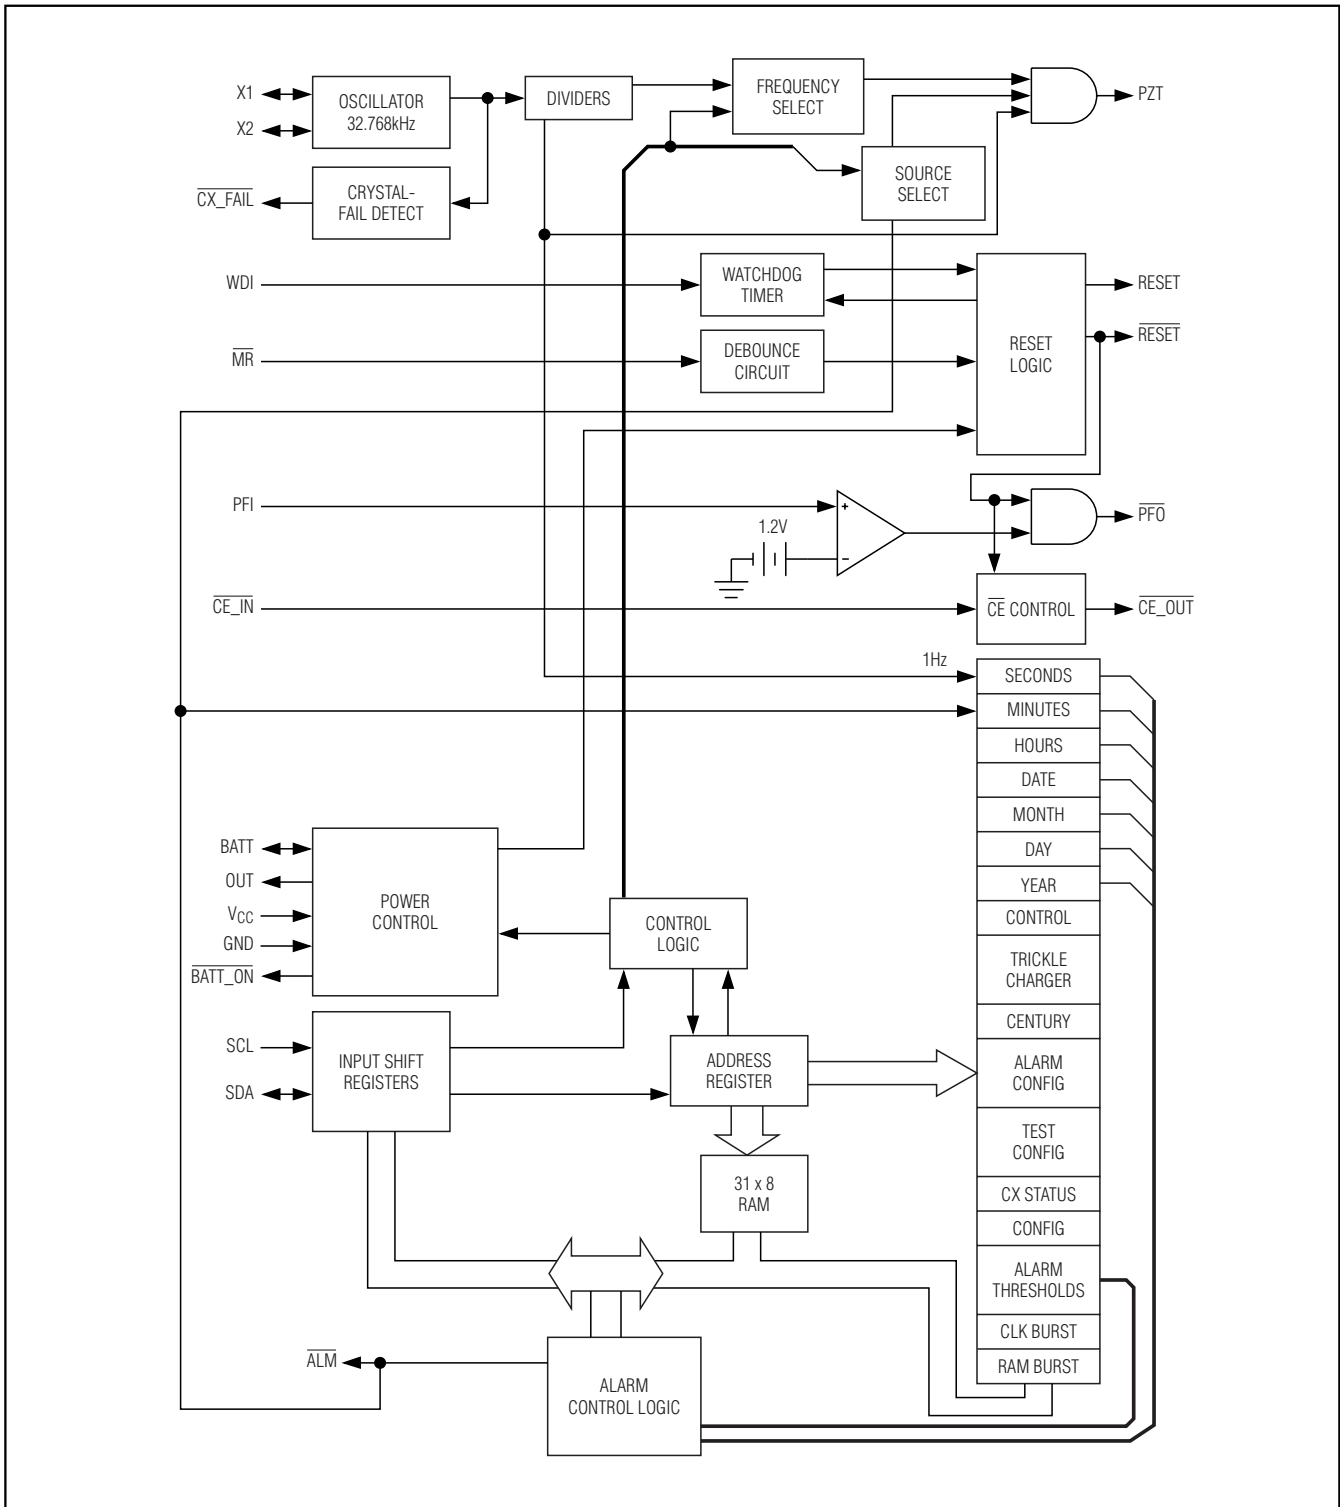 X1
X2
OSCILLATOR
32.768kHz
DIVIDERS
FREQUENCY
SELECT
PZT
CX_FAIL
CRYSTAL-
FAIL DETECT
SOURCE
SELECT
WDI
WATCHDOG
TIMER
RESET
LOGIC
RESET
RESET
MR
DEBOUNCE
CIRCUIT
PFI
1.2V
+
−
PFO
CE_IN
CE CONTROL
CE_OUT
1Hz
SECONDS
MINUTES
HOURS
DATE
MONTH
DAY
YEAR
CONTROL
TRICKLE
CHARGER
CENTURY
ALARM
CONFIG
TEST
CONFIG
CX STATUS
CONFIG
ALARM
THRESHOLDS
CLK BURST
RAM BURST
BATT
OUT
VCC
GND
BATT_ON
POWER
CONTROL
CONTROL
LOGIC
SCL
SDA
INPUT SHIFT
REGISTERS
ADDRESS
REGISTER
31 x 8
RAM
ALM
ALARM
CONTROL LOGIC